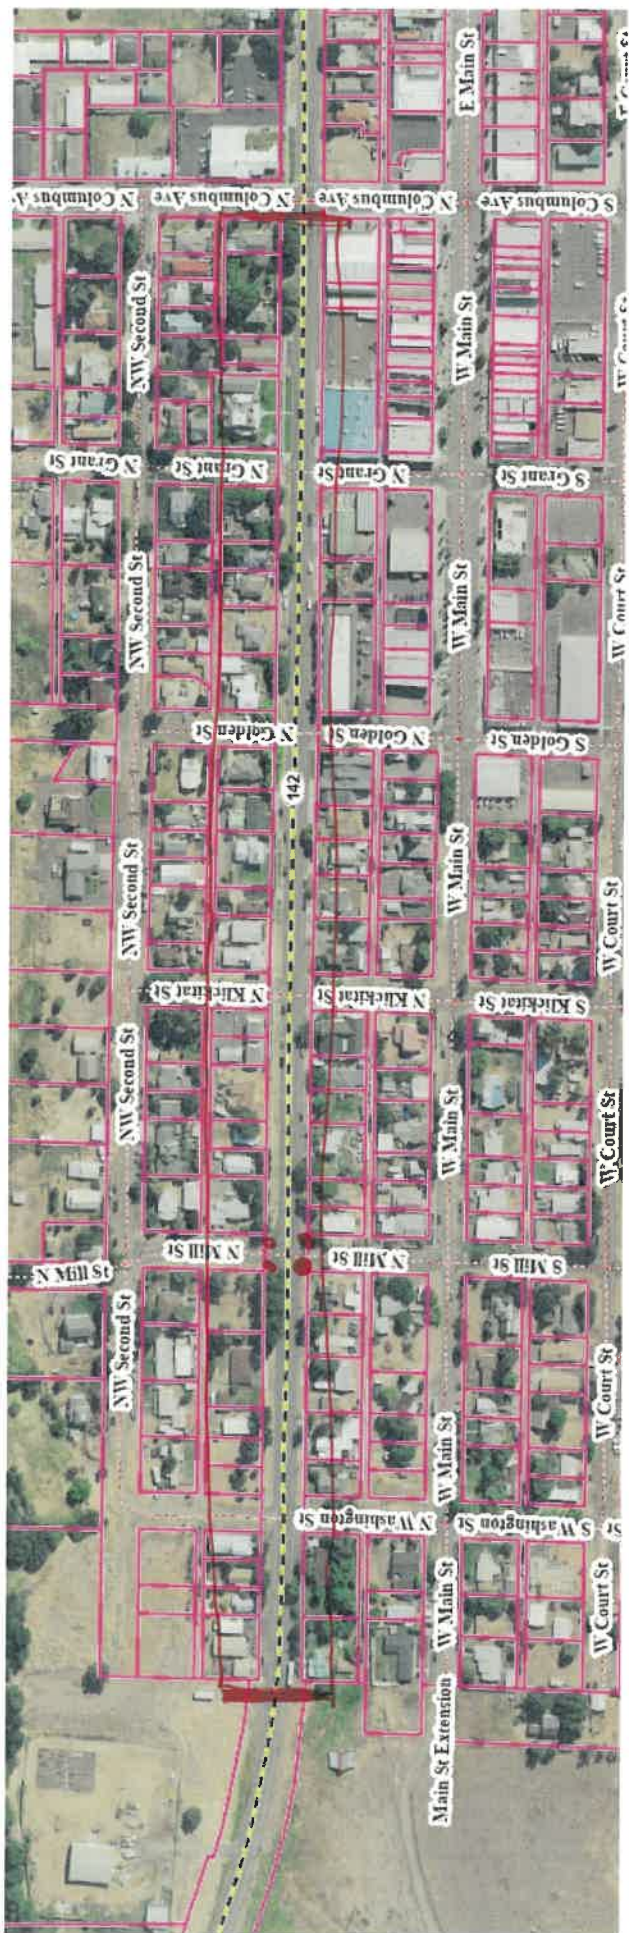 E Main St
N Columbus Ave
N Columbus Ave
N Columbus Ave
S Columbus Ave
NW Second St
W Main St
N Grant St
N Grant St
N Grant St
S Grant St
W Court St
NW Second St
W Main St
W Court St
N Golden St
N Golden St
S Golden St
142
NW Second St
W Main St
W Court St
N Klickitat St
N Klickitat St
S Klickitat St
NW Second St
W Main St
W Court St
N Mill St
N Mill St
N Mill St
S Mill St
NW Second St
W Main St
W Court St
N Washington St
S Washington St
St
W Main St
W Court St
Main St Extension